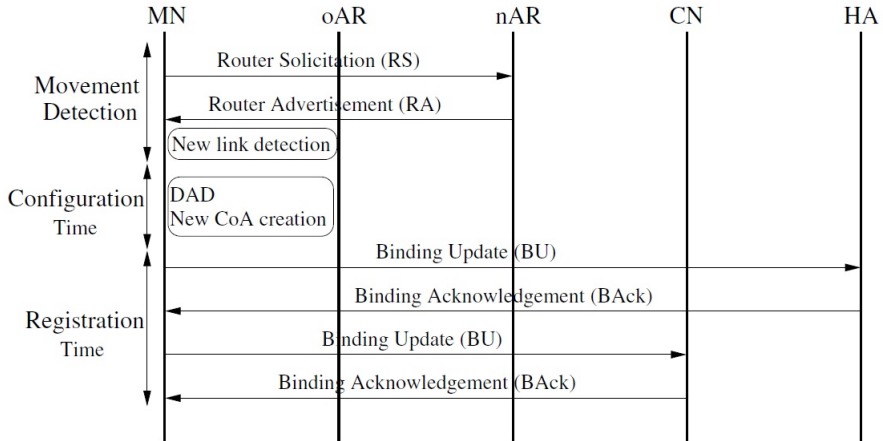 MN oAR nAR CN HA
Router Solicitation (RS)
Movement
Detection
Router Advertisement (RA)
New link detection
Configuration
Time
DAD
New CoA creation
Binding Update (BU)
Binding Acknowledgement (BAck)
Registration
Time
Binding Update (BU)
Binding Acknowledgement (BAck)